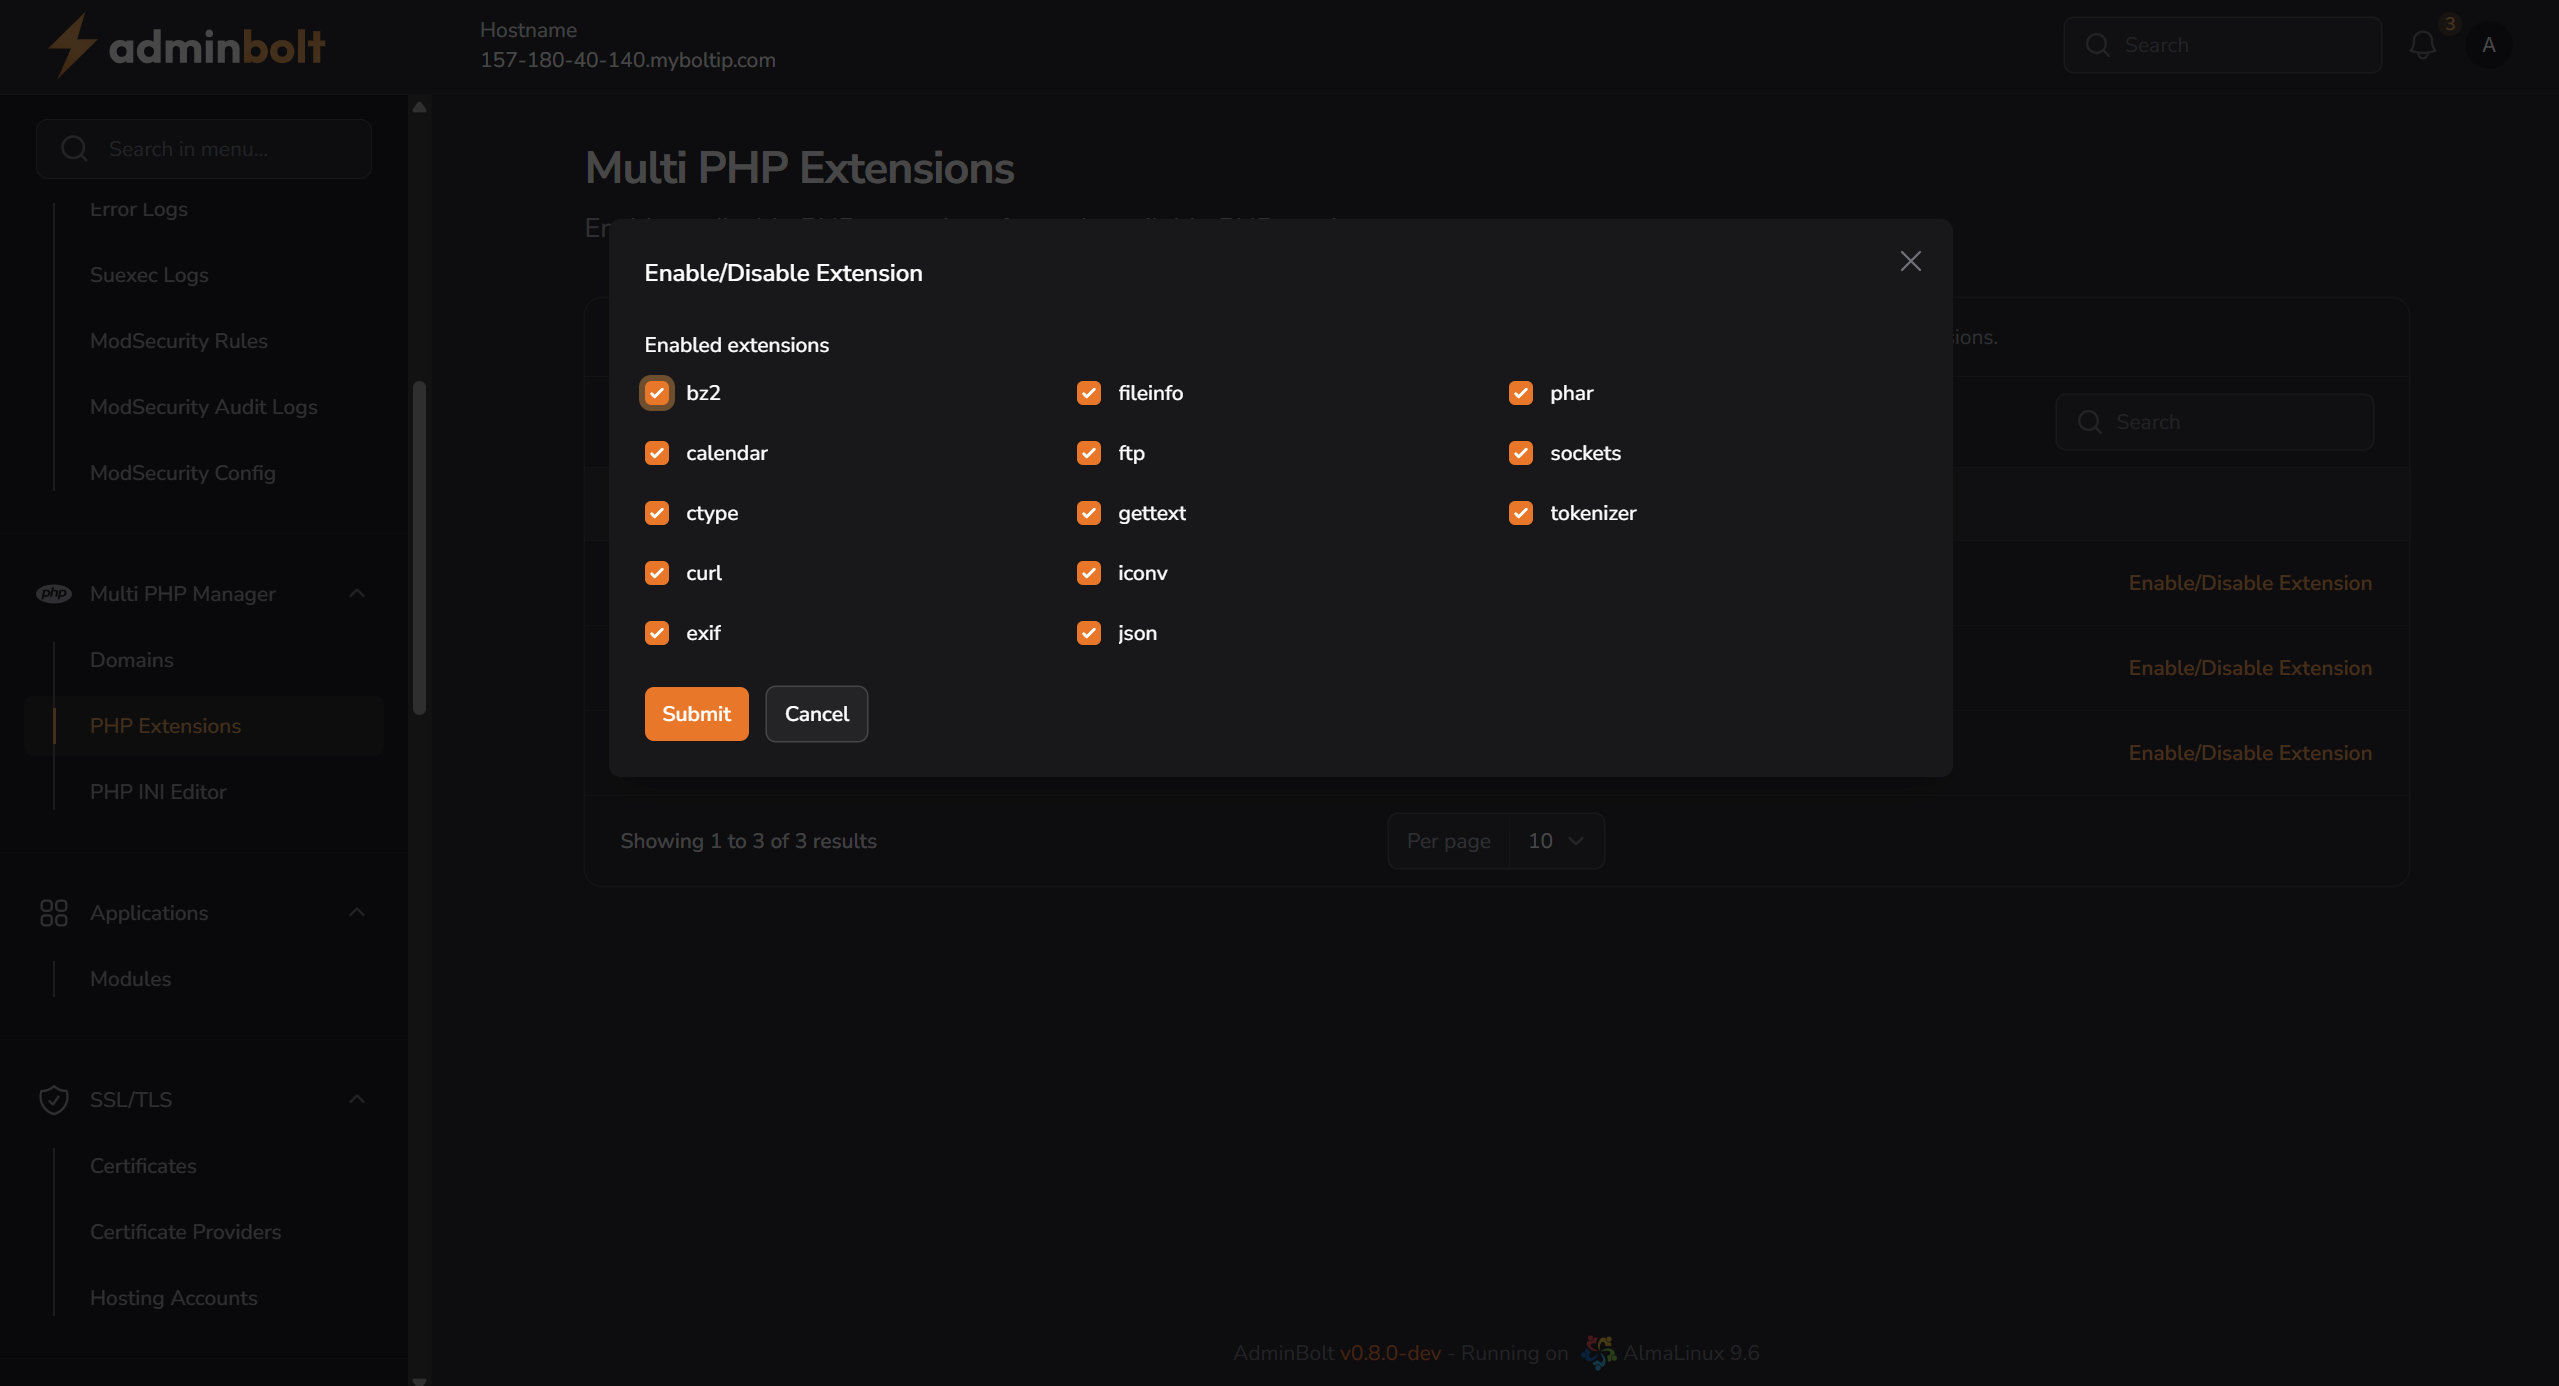 adminbolt
Hostname
157-180-40-140.myboltip.com
Search
3
A
Search in menu...
Error Logs
Suexec Logs
ModSecurity Rules
ModSecurity Audit Logs
ModSecurity Config
Multi PHP Manager
Domains
PHP Extensions
PHP INI Editor
Applications
Modules
SSL/TLS
Certificates
Certificate Providers
Hosting Accounts
Multi PHP Extensions
Enable/Disable Extension
Enabled extensions
bz2
calendar
ctype
curl
exif
fileinfo
ftp
gettext
iconv
json
phar
sockets
tokenizer
Submit
Cancel
Search
Enable/Disable Extension
Enable/Disable Extension
Enable/Disable Extension
Showing 1 to 3 of 3 results
Per page 10
AdminBolt v0.8.0-dev - Running on AlmaLinux 9.6